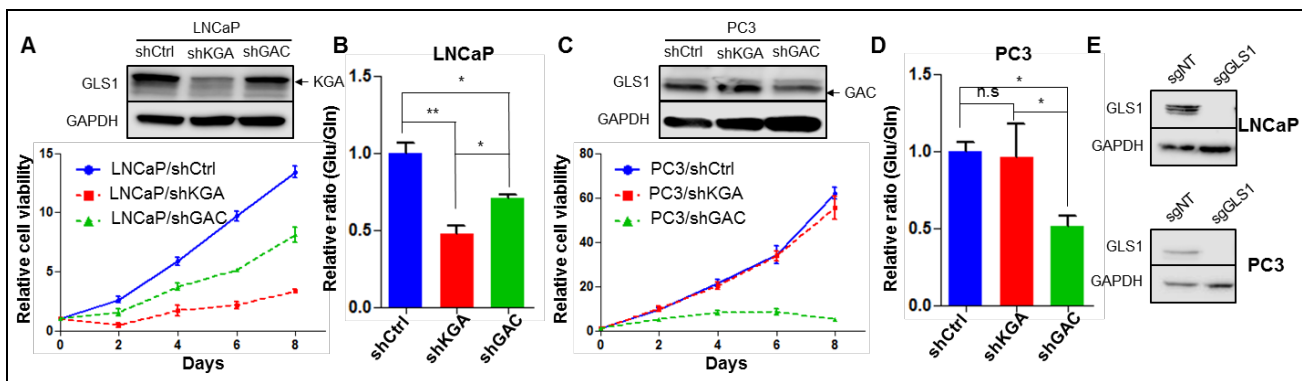 A
LNCaP
shCtrl shKGA shGAC
GLS1
KGA
GAPDH
Relative cell viability
15
10
5
0
LNCaP/shCtrl
LNCaP/shKGA
LNCaP/shGAC
0 2 4 6 8
Days
B
LNCaP
Relative ratio (Glu/Gln)
1.5
1.0
0.5
0.0
*
**
*
shCtrl shKGA shGAC
C
PC3
shCtrl shKGA shGAC
GLS1
GAC
GAPDH
Relative cell viability
80
60
40
20
0
PC3/shCtrl
PC3/shKGA
PC3/shGAC
0 2 4 6 8
Days
D
PC3
Relative ratio (Glu/Gln)
1.5
1.0
0.5
0.0
*
n.s
*
shCtrl shKGA shGAC
E
sgNT sgGLS1
GLS1
LNCaP
GAPDH
sgNT sgGLS1
GLS1
PC3
GAPDH